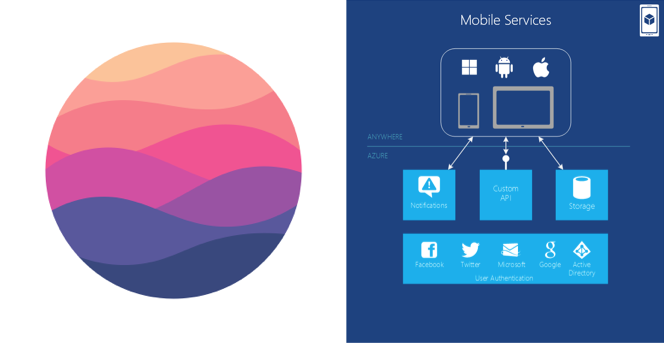 Mobile Services
ANYWHERE
AZURE
Notifications
Custom
API
Storage
Facebook
Twitter
Microsoft
Google
Active
Directory
User Authentication